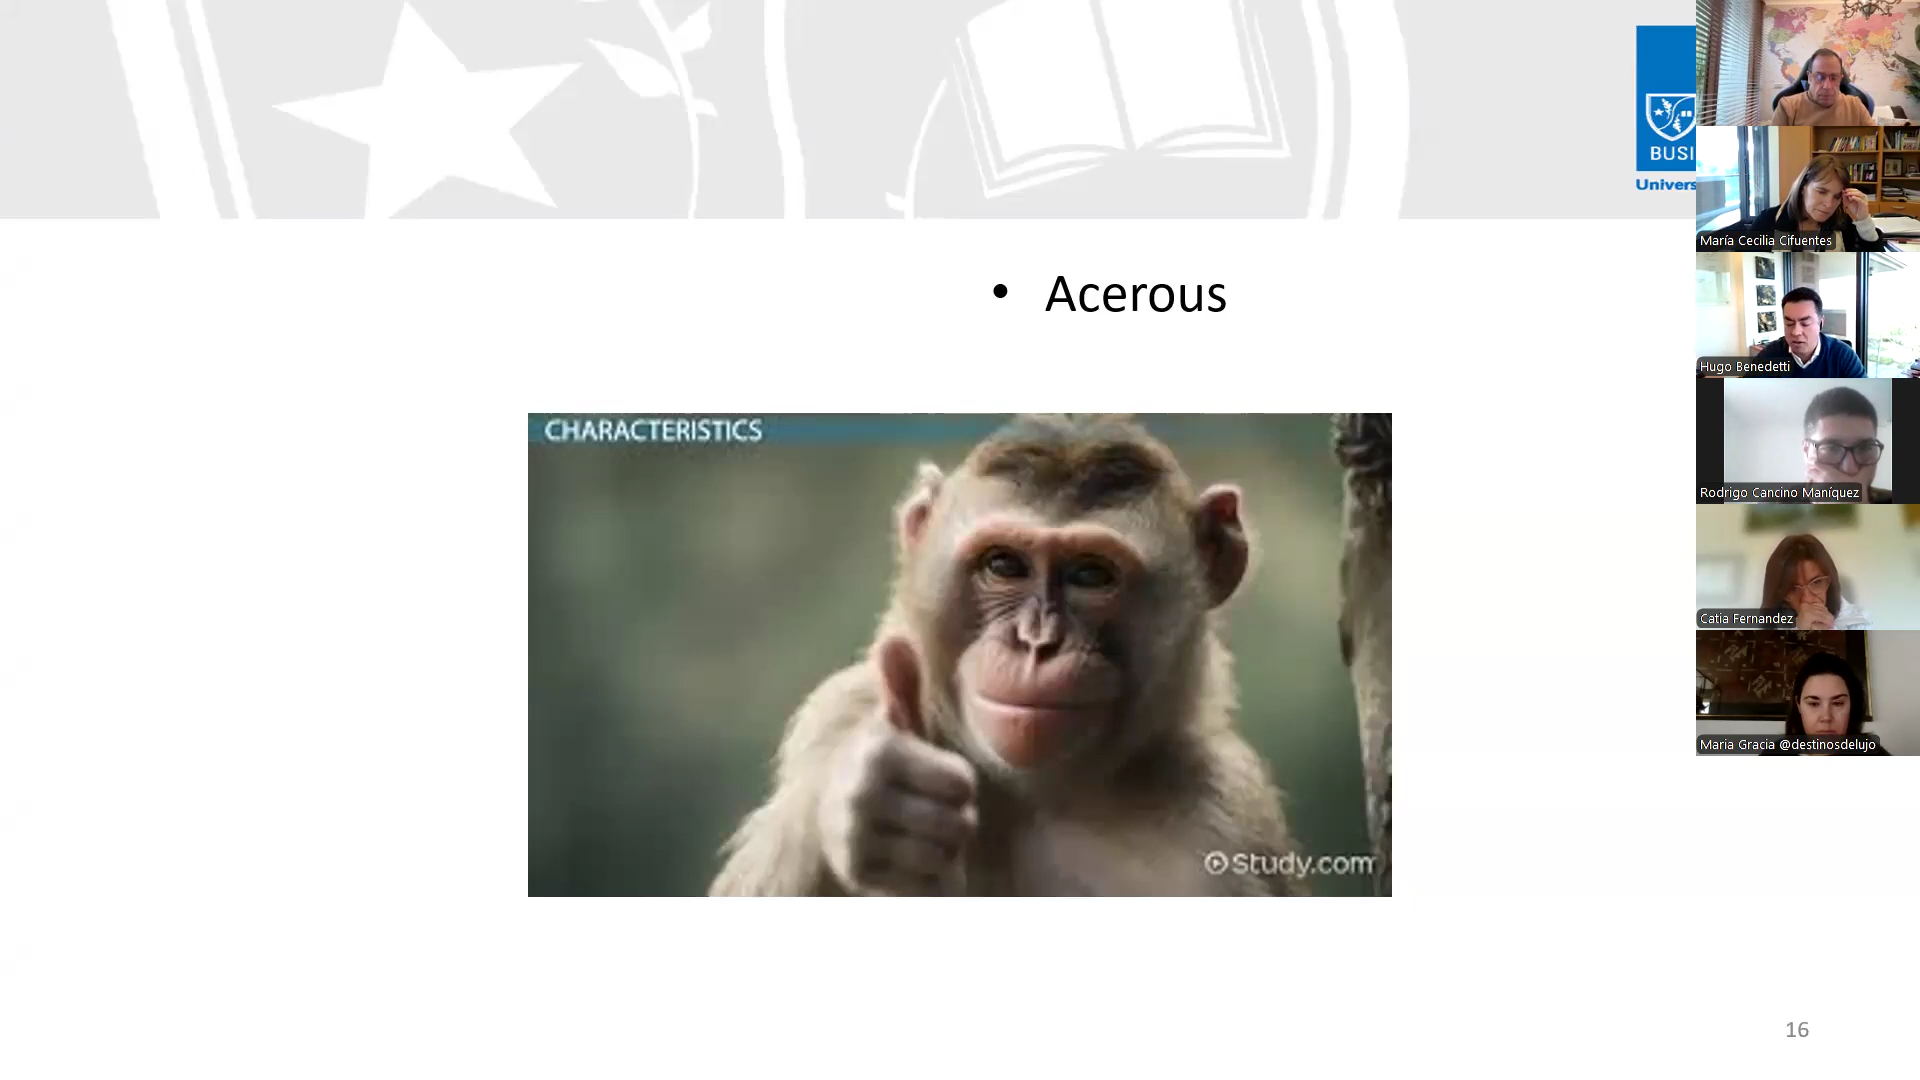 BUSI
Univers
• Acerous
CHARACTERISTICS
Study.com
16
María Cecilia Cifuentes
Hugo Benedetti
Rodrigo Cancino Maníquez
Catia Fernandez
Maria Gracia @destinosdelujo